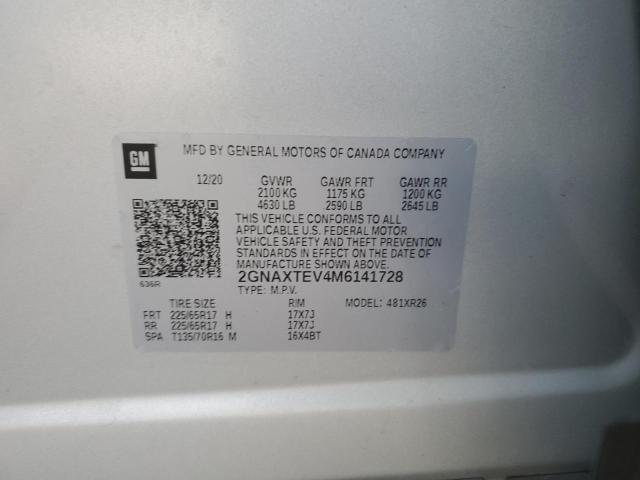 GM
MFD BY GENERAL MOTORS OF CANADA COMPANY
12/20 GVWR GAWR FRT GAWR RR
2100 KG 1175 KG 1200 KG
4630 LB 2590 LB 2645 LB
THIS VEHICLE CONFORMS TO ALL
APPLICABLE U.S. FEDERAL MOTOR
VEHICLE SAFETY AND THEFT PREVENTION
STANDARDS IN EFFECT ON THE DATE OF
MANUFACTURE SHOWN ABOVE.
636R 2GNAXTEV4M6141728
TYPE: M.P.V. MODEL: 481XR26
TIRE SIZE RIM
FRT 225/65R17 H 17X7J
RR 225/65R17 H 17X7J
SPA T135/70R16 M 16X4BT